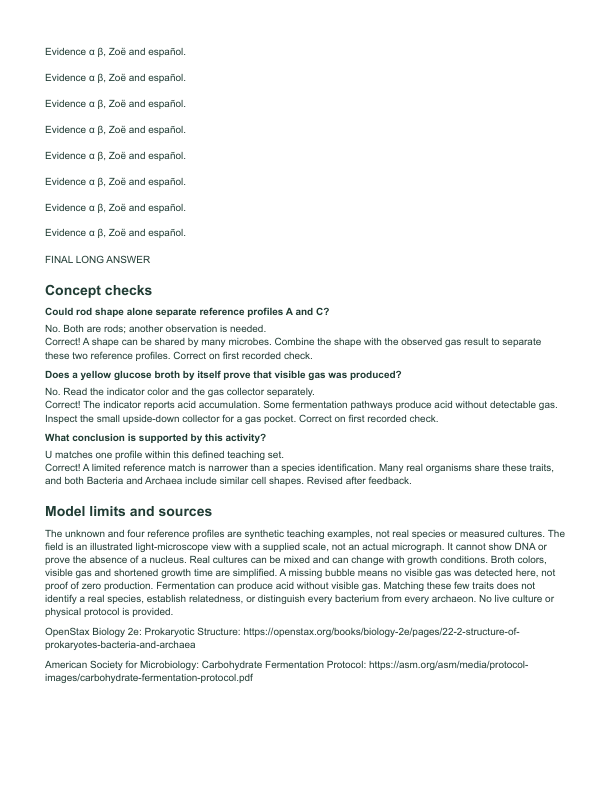 Evidence α β, Zoë and español.
Evidence α β, Zoë and español.
Evidence α β, Zoë and español.
Evidence α β, Zoë and español.
Evidence α β, Zoë and español.
Evidence α β, Zoë and español.
Evidence α β, Zoë and español.
Evidence α β, Zoë and español.
FINAL LONG ANSWER
Concept checks
Could rod shape alone separate reference profiles A and C?
No. Both are rods; another observation is needed.
Correct! A shape can be shared by many microbes. Combine the shape with the observed gas result to separate
these two reference profiles. Correct on first recorded check.
Does a yellow glucose broth by itself prove that visible gas was produced?
No. Read the indicator color and the gas collector separately.
Correct! The indicator reports acid accumulation. Some fermentation pathways produce acid without detectable gas.
Inspect the small upside-down collector for a gas pocket. Correct on first recorded check.
What conclusion is supported by this activity?
U matches one profile within this defined teaching set.
Correct! A limited reference match is narrower than a species identification. Many real organisms share these traits,
and both Bacteria and Archaea include similar cell shapes. Revised after feedback.
Model limits and sources
The unknown and four reference profiles are synthetic teaching examples, not real species or measured cultures. The
field is an illustrated light-microscope view with a supplied scale, not an actual micrograph. It cannot show DNA or
prove the absence of a nucleus. Real cultures can be mixed and can change with growth conditions. Broth colors,
visible gas and shortened growth time are simplified. A missing bubble means no visible gas was detected here, not
proof of zero production. Fermentation can produce acid without visible gas. Matching these few traits does not
identify a real species, establish relatedness, or distinguish every bacterium from every archaeon. No live culture or
physical protocol is provided.
OpenStax Biology 2e: Prokaryotic Structure: https://openstax.org/books/biology-2e/pages/22-2-structure-of-
prokaryotes-bacteria-and-archaea
American Society for Microbiology: Carbohydrate Fermentation Protocol: https://asm.org/asm/media/protocol-
images/carbohydrate-fermentation-protocol.pdf